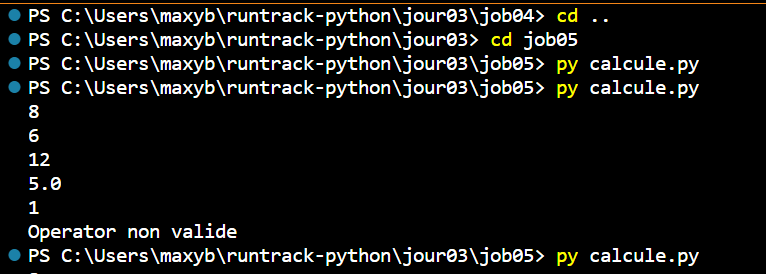 PS C:\Users\maxyb\runtrack-python\jour03\job04> cd ..
PS C:\Users\maxyb\runtrack-python\jour03> cd job05
PS C:\Users\maxyb\runtrack-python\jour03\job05> py calcule.py
PS C:\Users\maxyb\runtrack-python\jour03\job05> py calcule.py
8
6
12
5.0
1
Operator non valide
PS C:\Users\maxyb\runtrack-python\jour03\job05> py calcule.py